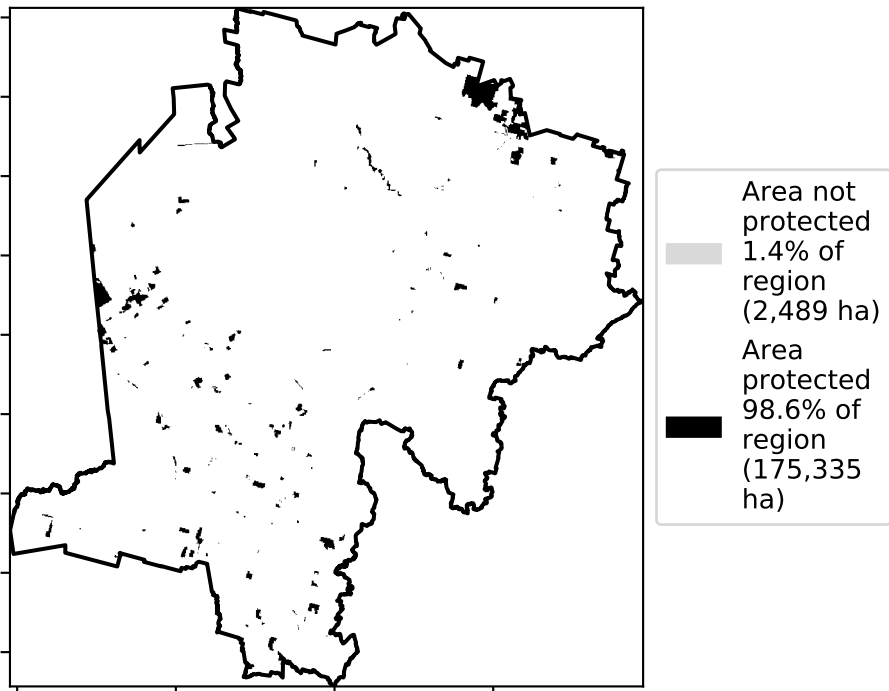 Area not
protected
1.4% of
region
(2,489 ha)
Area
protected
98.6% of
region
(175,335
ha)